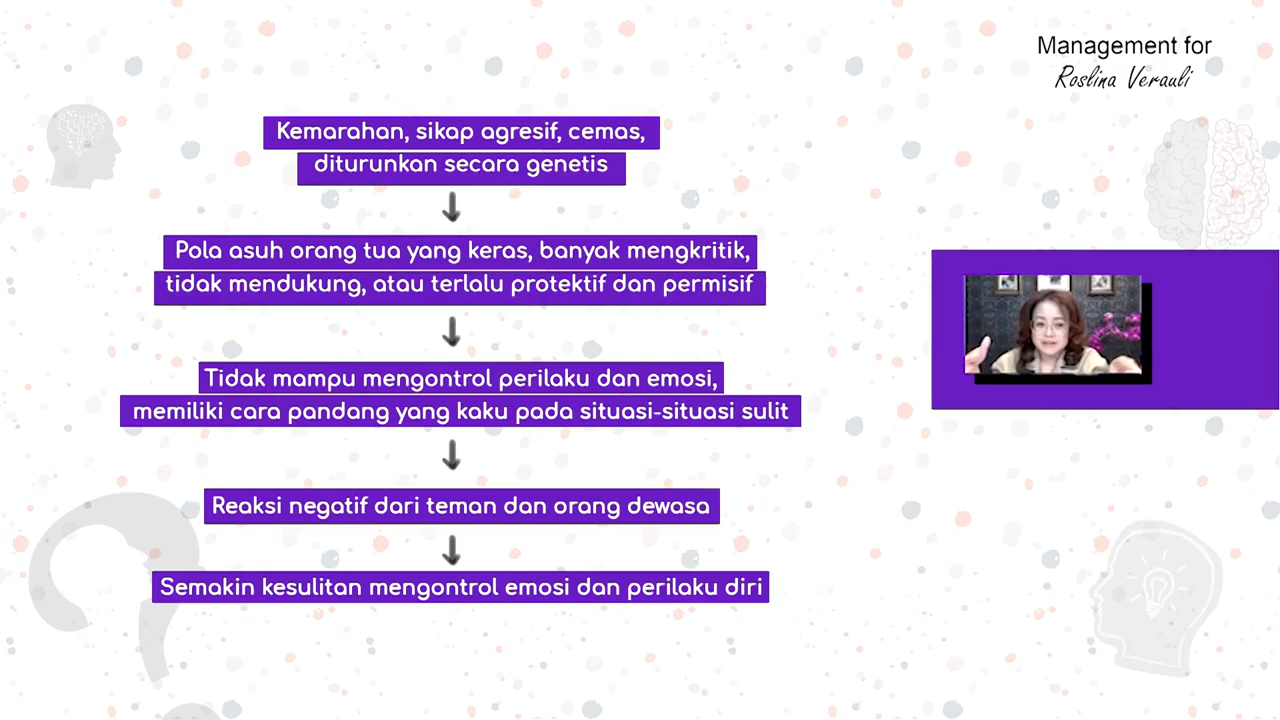 Management for
Roslina Verauli
Kemarahan, sikap agresif, cemas,
diturunkan secara genetis
Pola asuh orang tua yang keras, banyak mengkritik,
tidak mendukung, atau terlalu protektif dan permisif
Tidak mampu mengontrol perilaku dan emosi,
memiliki cara pandang yang kaku pada situasi-situasi sulit
Reaksi negatif dari teman dan orang dewasa
Semakin kesulitan mengontrol emosi dan perilaku diri